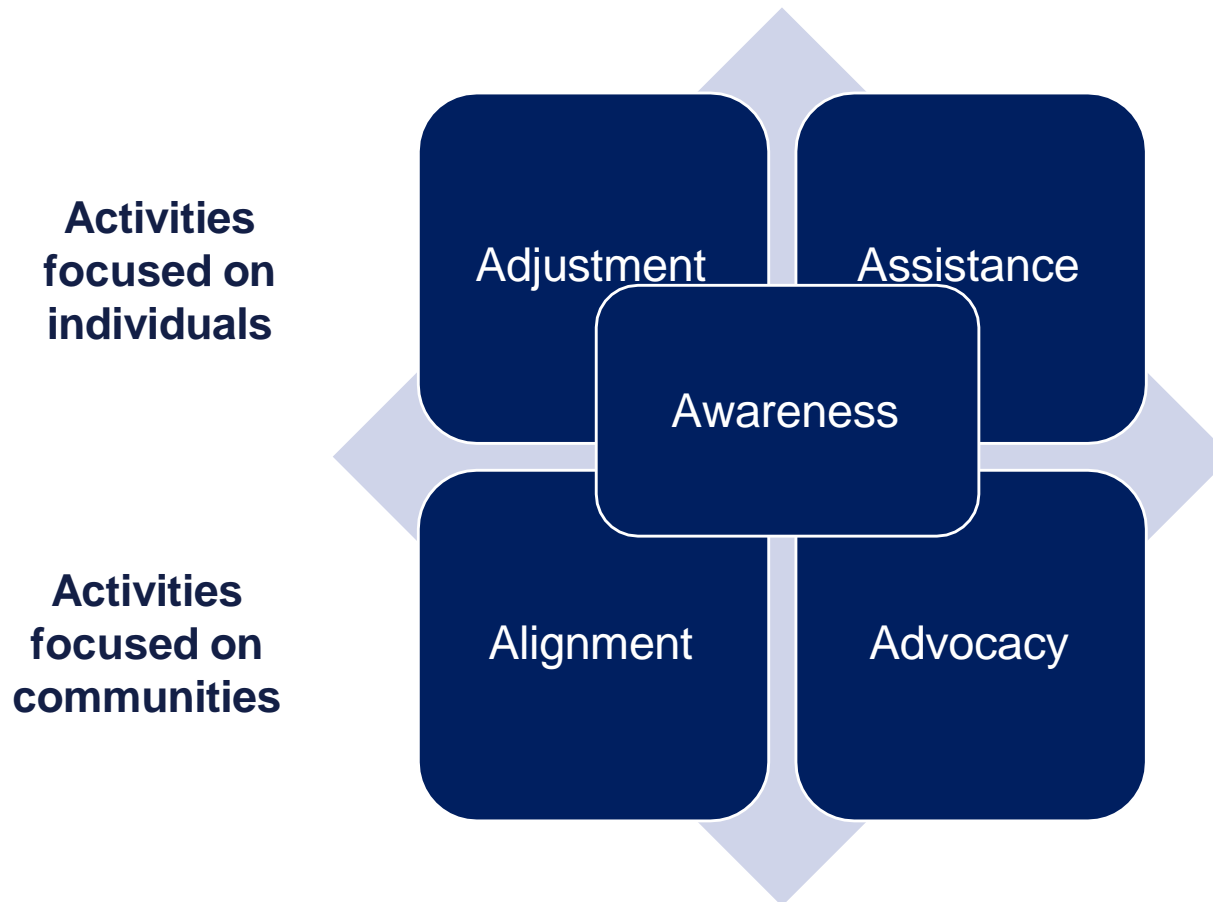 Activities
focused on
individuals
Adjustment
Assistance
Awareness
Activities
focused on
communities
Alignment
Advocacy